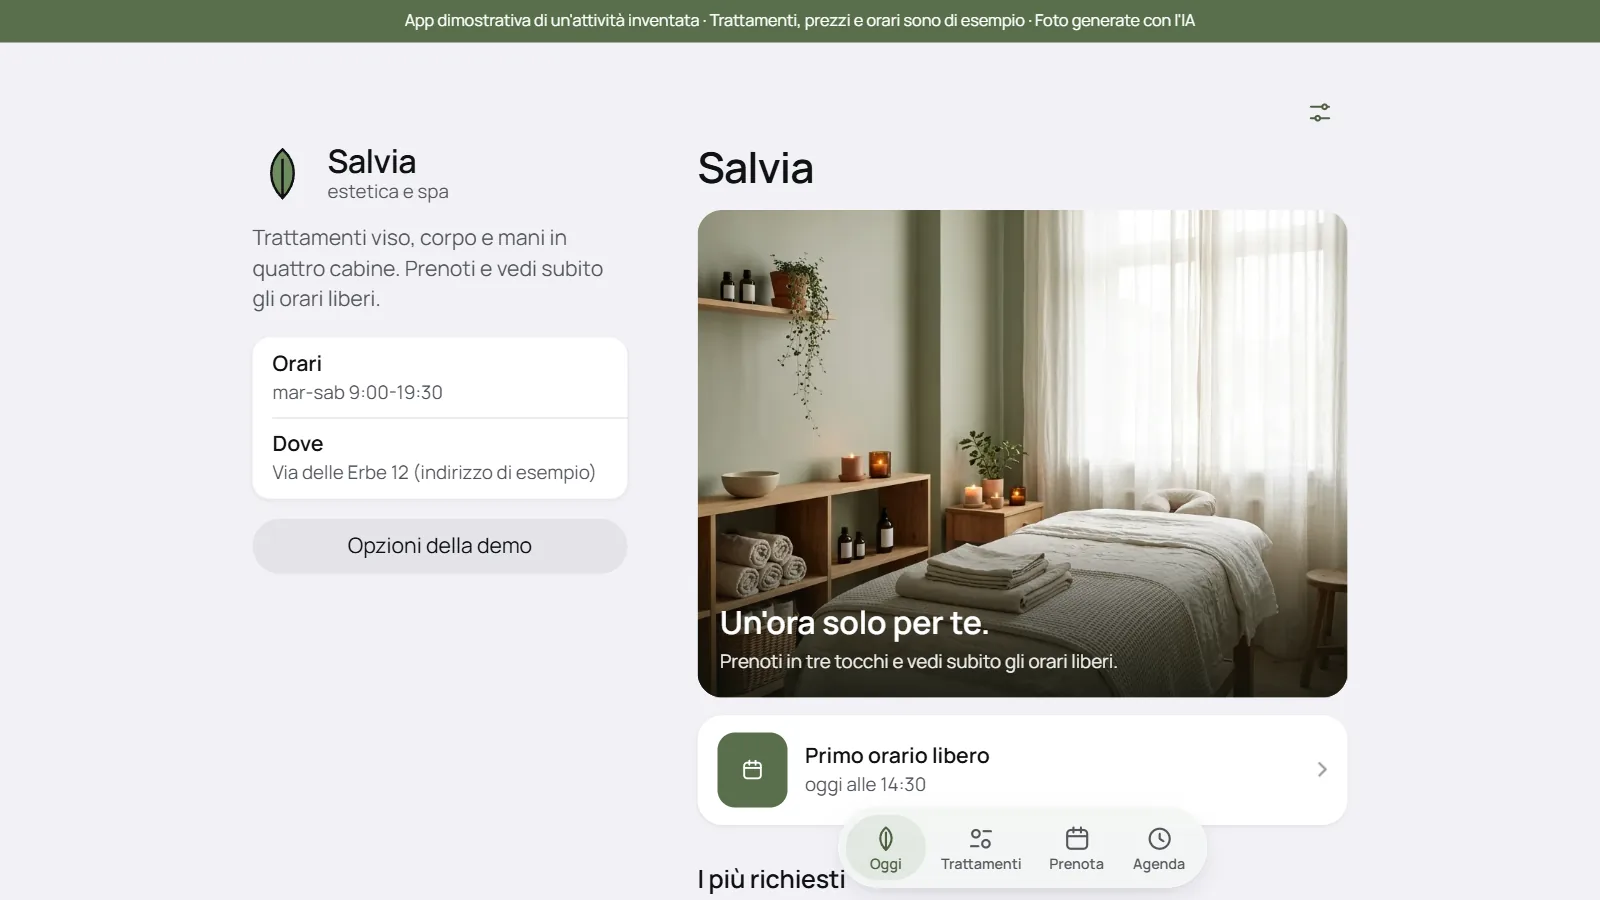 App dimostrativa di un'attività inventata · Trattamenti, prezzi e orari sono di esempio · Foto generate con l'IA
Salvia
estetica e spa
Trattamenti viso, corpo e mani in
quattro cabine. Prenoti e vedi subito
gli orari liberi.
Orari
mar-sab 9:00-19:30
Dove
Via delle Erbe 12 (indirizzo di esempio)
Opzioni della demo
Salvia
Un'ora solo per te.
Prenoti in tre tocchi e vedi subito gli orari liberi.
Primo orario libero
oggi alle 14:30
I più richiesti
Oggi
Trattamenti
Prenota
Agenda